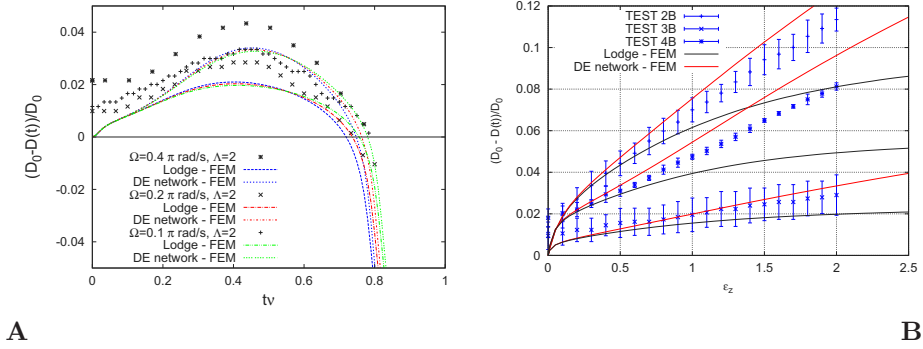 0.04
0.02
0
-0.02
-0.04
0
0.2
0.4
0.6
0.8
1
(D₀-D(t))/D₀
tν
Ω=0.4 π rad/s, Λ=2
Lodge - FEM
DE network - FEM
Ω=0.2 π rad/s, Λ=2
Lodge - FEM
DE network - FEM
Ω=0.1 π rad/s, Λ=2
Lodge - FEM
DE network - FEM
A
0.12
0.1
0.08
0.06
0.04
0.02
0
0
0.5
1
1.5
2
2.5
(D₀ - D(t))/D₀
ε_z
TEST 2B
TEST 3B
TEST 4B
Lodge - FEM
DE network - FEM
B